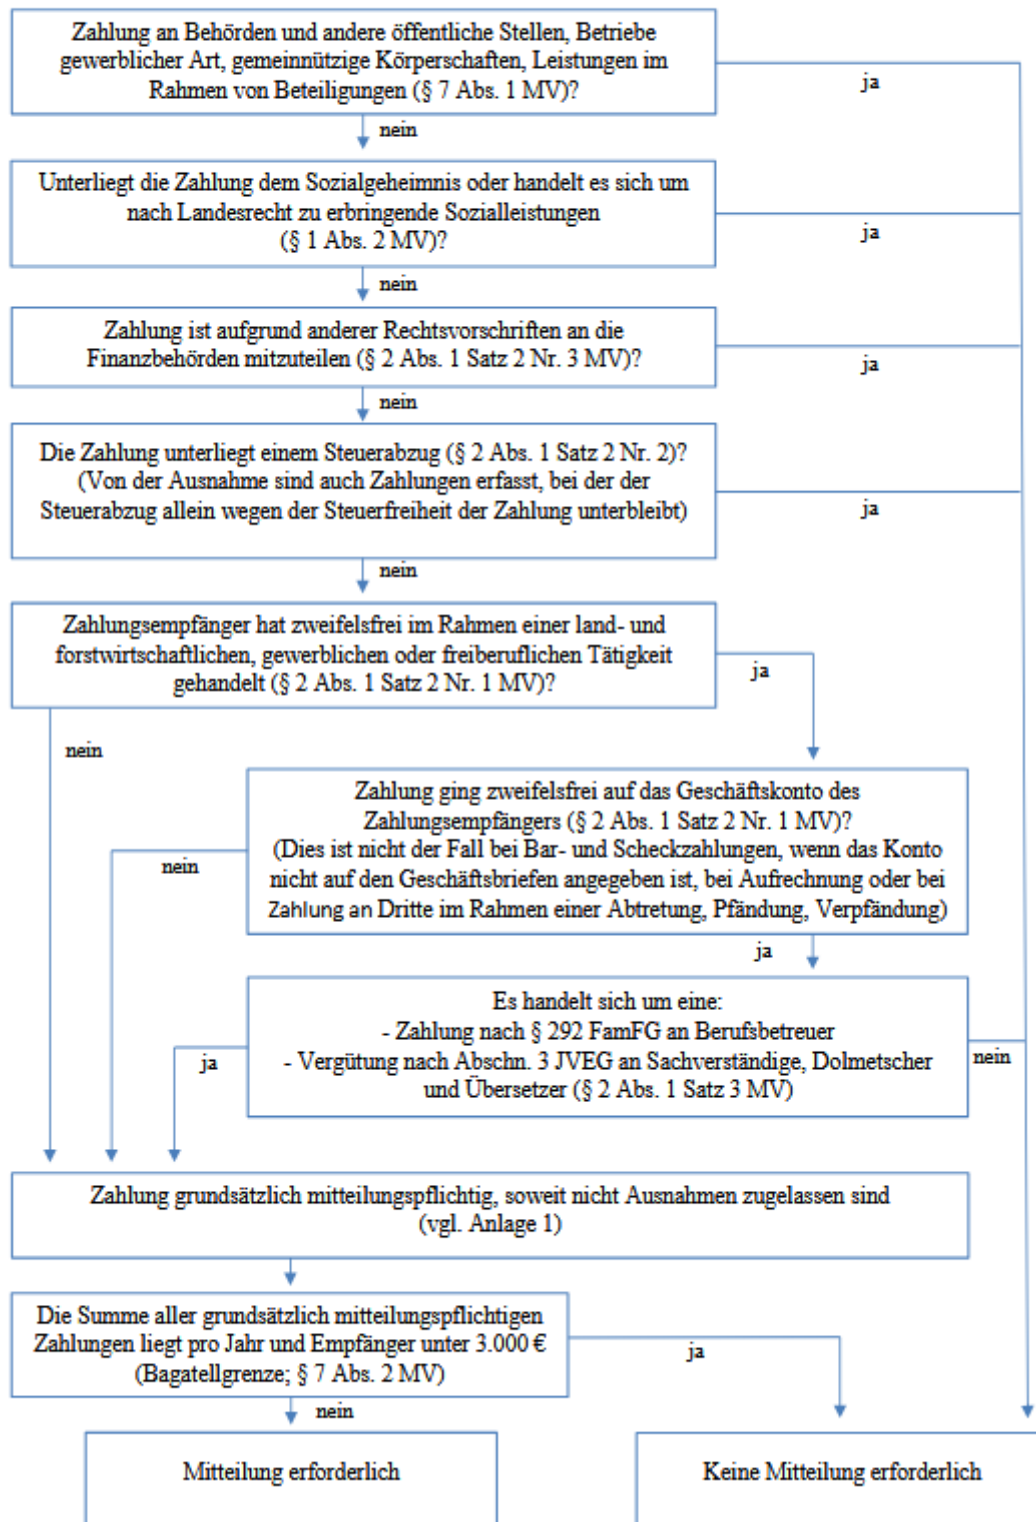 Zahlung an Behörden und andere öffentliche Stellen, Betriebe
gewerblicher Art, gemeinnützige Körperschaften, Leistungen im
Rahmen von Beteiligungen (§ 7 Abs. 1 MV)?
ja
nein
Unterliegt die Zahlung dem Sozialgeheimnis oder handelt es sich um
nach Landesrecht zu erbringende Sozialleistungen
(§ 1 Abs. 2 MV)?
ja
nein
Zahlung ist aufgrund anderer Rechtsvorschriften an die
Finanzbehörden mitzuteilen (§ 2 Abs. 1 Satz 2 Nr. 3 MV)?
ja
nein
Die Zahlung unterliegt einem Steuerabzug (§ 2 Abs. 1 Satz 2 Nr. 2)?
(Von der Ausnahme sind auch Zahlungen erfasst, bei der der
Steuerabzug allein wegen der Steuerfreiheit der Zahlung unterbleibt)
ja
nein
Zahlungsempfänger hat zweifelsfrei im Rahmen einer land- und
forstwirtschaftlichen, gewerblichen oder freiberuflichen Tätigkeit
gehandelt (§ 2 Abs. 1 Satz 2 Nr. 1 MV)?
ja
nein
Zahlung ging zweifelsfrei auf das Geschäftskonto des
Zahlungsempfängers (§ 2 Abs. 1 Satz 2 Nr. 1 MV)?
(Dies ist nicht der Fall bei Bar- und Scheckzahlungen, wenn das Konto
nicht auf den Geschäftsbriefen angegeben ist, bei Aufrechnung oder bei
Zahlung an Dritte im Rahmen einer Abtretung, Pfändung, Verpfändung)
nein
ja
Es handelt sich um eine:
- Zahlung nach § 292 FamFG an Berufsbetreuer
- Vergütung nach Abschn. 3 JVEG an Sachverständige, Dolmetscher
und Übersetzer (§ 2 Abs. 1 Satz 3 MV)
ja
nein
Zahlung grundsätzlich mitteilungspflichtig, soweit nicht Ausnahmen zugelassen sind
(vgl. Anlage 1)
Die Summe aller grundsätzlich mitteilungspflichtigen
Zahlungen liegt pro Jahr und Empfänger unter 3.000 €
(Bagatellgrenze; § 7 Abs. 2 MV)
ja
nein
Mitteilung erforderlich
Keine Mitteilung erforderlich